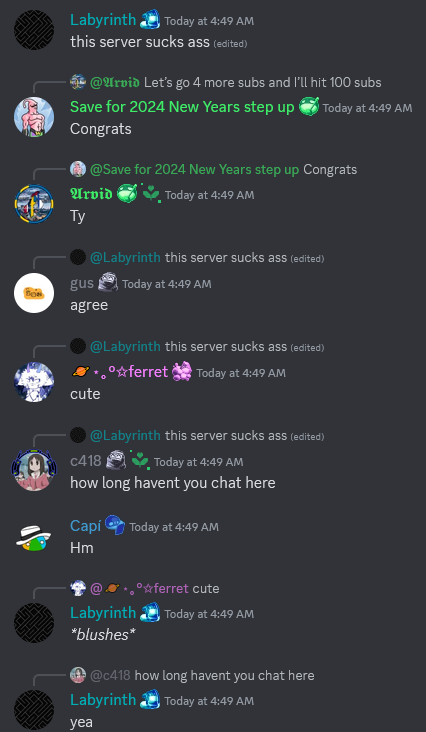 Labyrinth Today at 4:49 AM
this server sucks ass (edited)
@𝕬𝖗𝖛𝖎𝖉 Let's go 4 more subs and I'll hit 100 subs
Save for 2024 New Years step up Today at 4:49 AM
Congrats
@Save for 2024 New Years step up Congrats
𝕬𝖗𝖛𝖎𝖉 Today at 4:49 AM
Ty
@Labyrinth this server sucks ass (edited)
gus Today at 4:49 AM
agree
@Labyrinth this server sucks ass (edited)
🪐⋆｡°✩ferret Today at 4:49 AM
cute
@Labyrinth this server sucks ass (edited)
c418 Today at 4:49 AM
how long havent you chat here
Capí Today at 4:49 AM
Hm
@🪐⋆｡°✩ferret cute
Labyrinth Today at 4:49 AM
*blushes*
@c418 how long havent you chat here
Labyrinth Today at 4:49 AM
yea